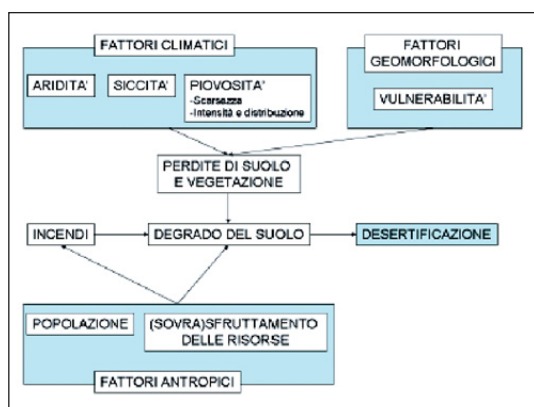 FATTORI CLIMATICI
ARIDITA'
SICCITA'
PIOVOSITA'
-Scarsezza
-Intensità e distribuzione
FATTORI
GEOMORFOLOGICI
VULNERABILITA'
PERDITE DI SUOLO
E VEGETAZIONE
INCENDI
DEGRADO DEL SUOLO
DESERTIFICAZIONE
POPOLAZIONE
(SOVRA)SFRUTTAMENTO
DELLE RISORSE
FATTORI ANTROPICI